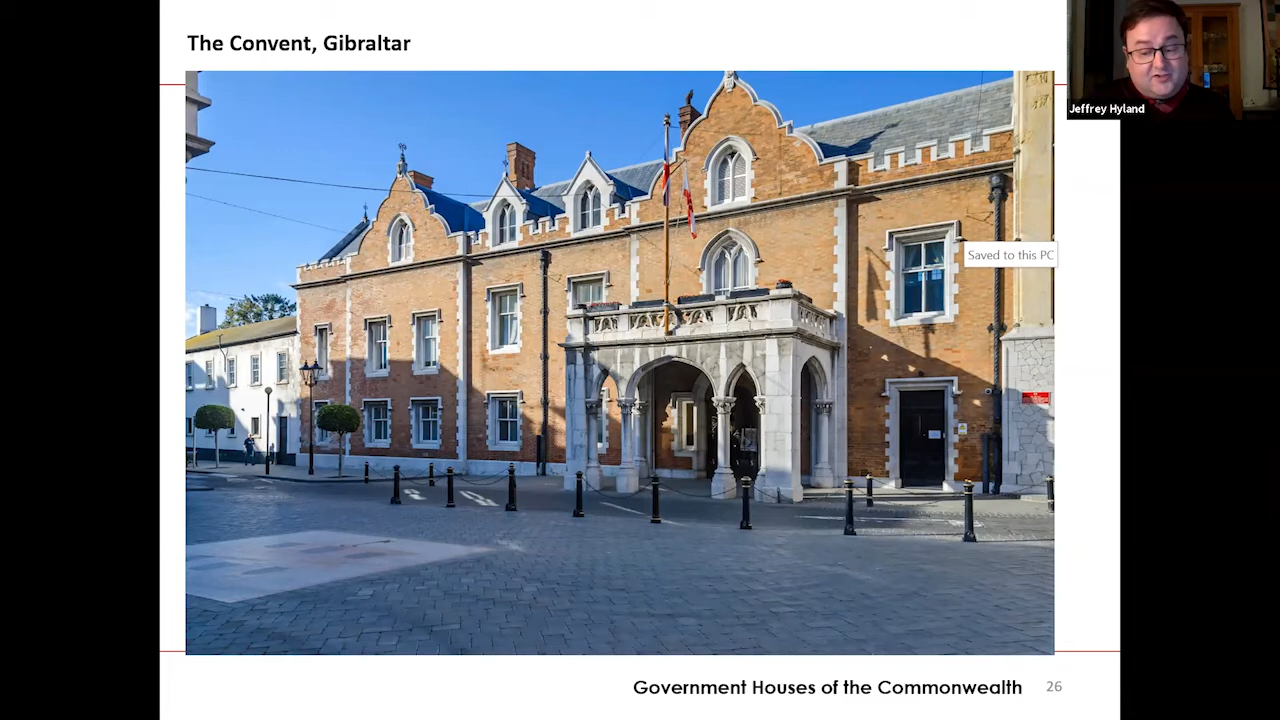 The Convent, Gibraltar
Jeffrey Hyland
Saved to this PC
Government Houses of the Commonwealth 26